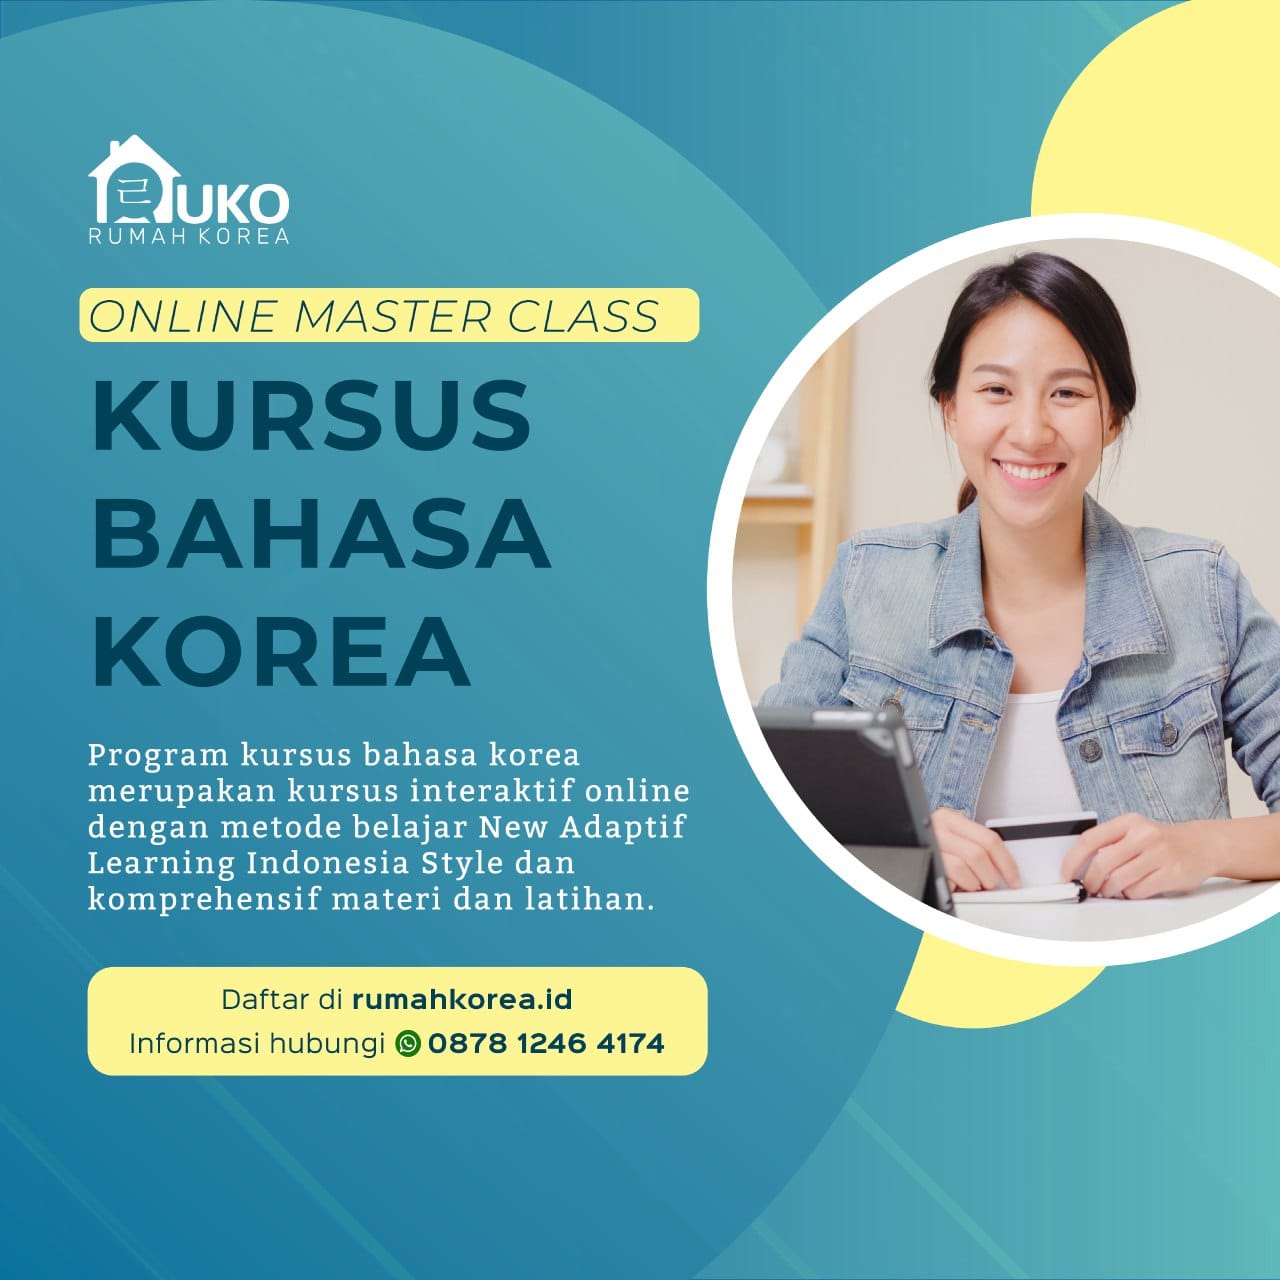 RUKO
RUMAH KOREA
ONLINE MASTER CLASS
KURSUS
BAHASA
KOREA
Program kursus bahasa korea
merupakan kursus interaktif online
dengan metode belajar New Adaptif
Learning Indonesia Style dan
komprehensif materi dan latihan.
Daftar di rumahkorea.id
Informasi hubungi 0878 1246 4174